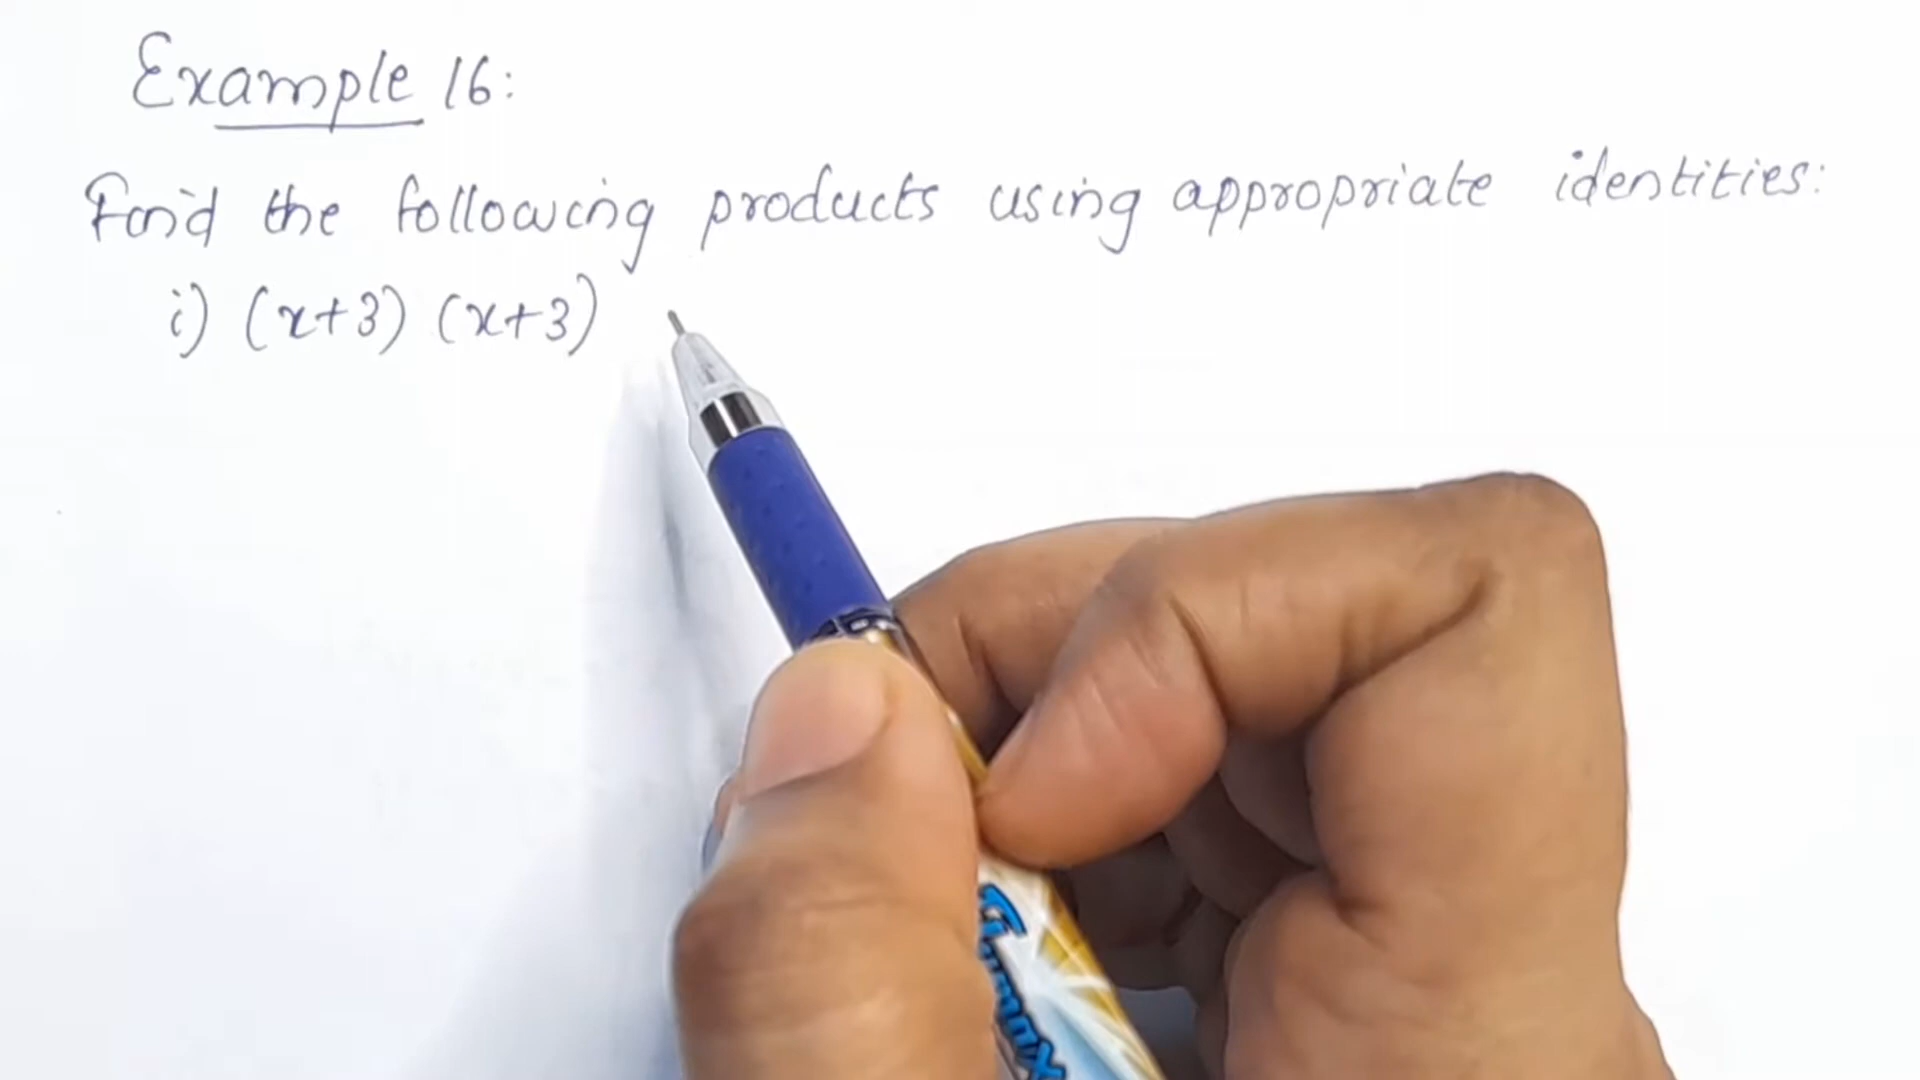 Example 16:
Find the following products using appropriate identities:
i) (x+3) (x+3)